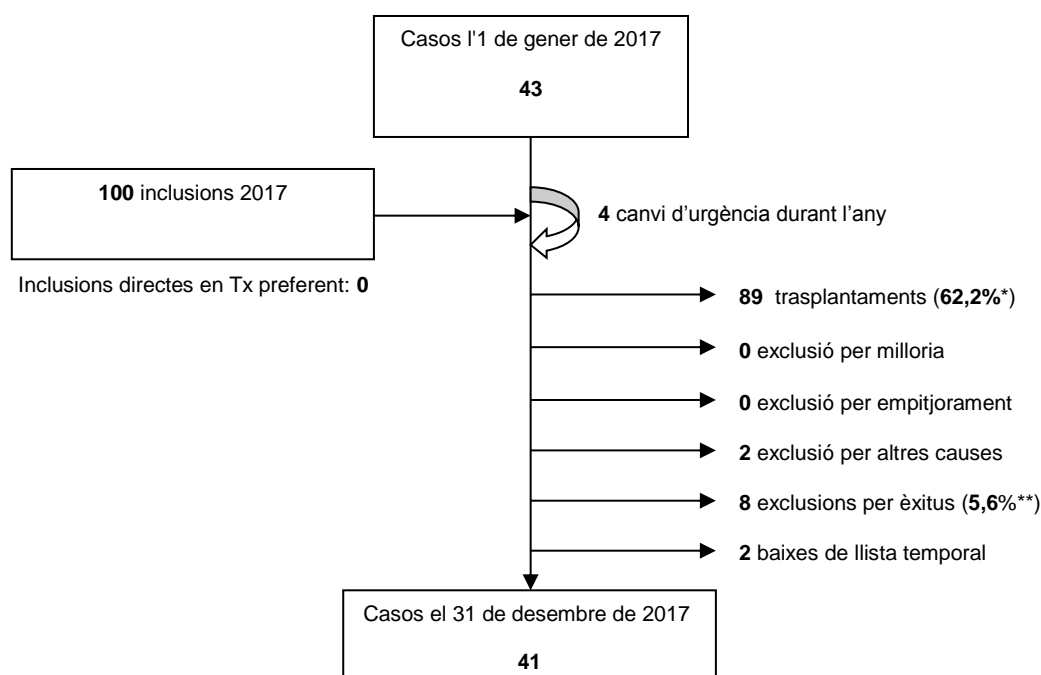 Casos l'1 de gener de 2017
43
100 inclusions 2017
4 canvi d’urgència durant l’any
Inclusions directes en Tx preferent: 0
89 trasplantaments (62,2%*)
0 exclusió per milloria
0 exclusió per empitjorament
2 exclusió per altres causes
8 exclusions per èxitus (5,6%**)
2 baixes de llista temporal
Casos el 31 de desembre de 2017
41